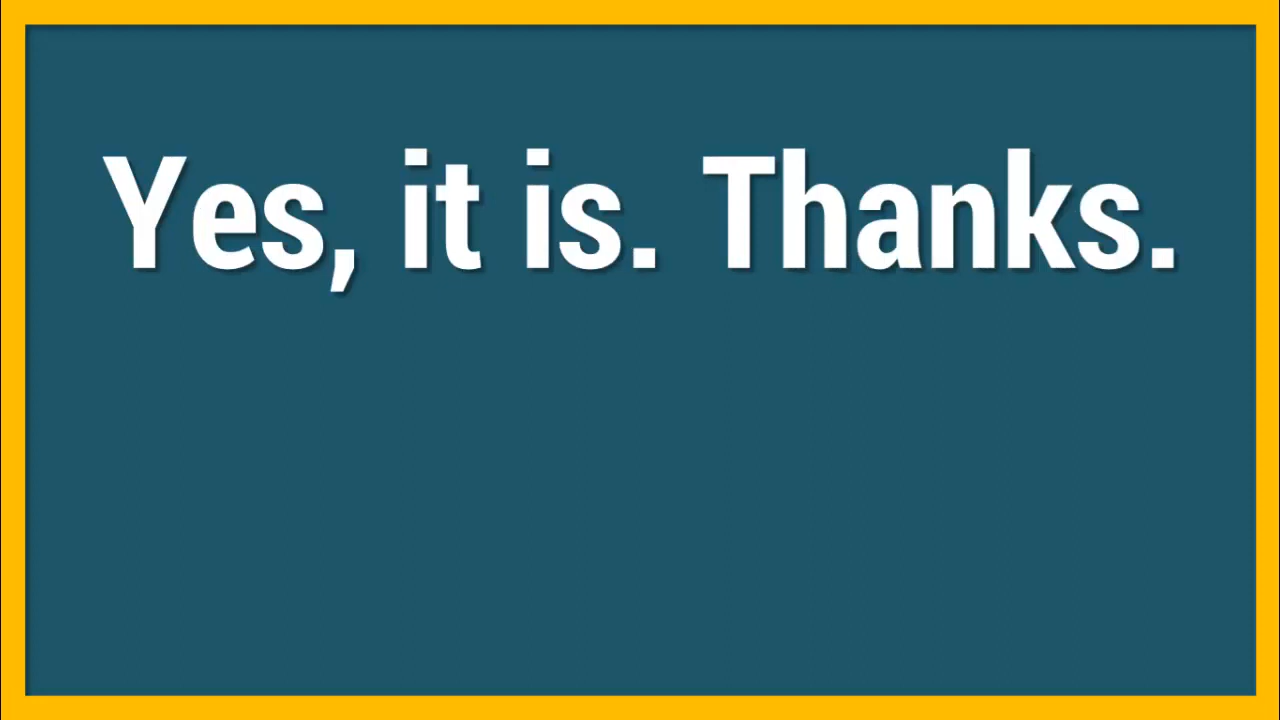 Yes, it is. Thanks.